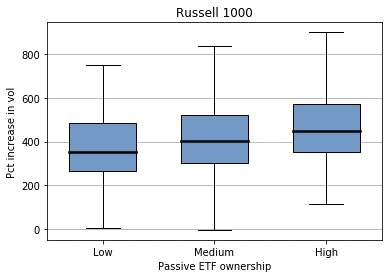 Russell 1000
Pct increase in vol
800
600
400
200
0
Low Medium High
Passive ETF ownership